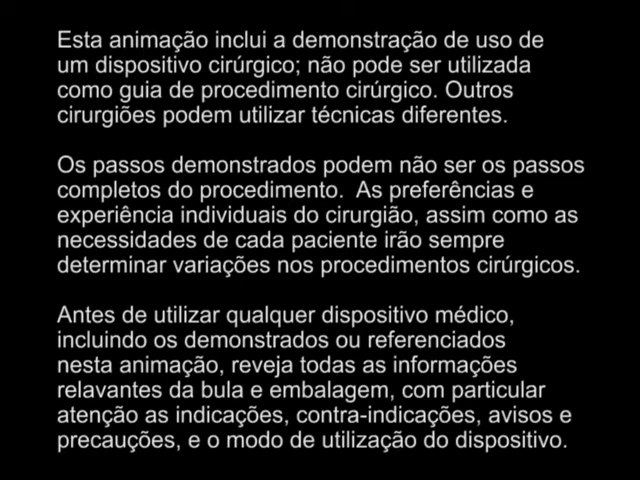 Esta animação inclui a demonstração de uso de
um dispositivo cirúrgico; não pode ser utilizada
como guia de procedimento cirúrgico. Outros
cirurgiões podem utilizar técnicas diferentes.
Os passos demonstrados podem não ser os passos
completos do procedimento.  As preferências e
experiência individuais do cirurgião, assim como as
necessidades de cada paciente irão sempre
determinar variações nos procedimentos cirúrgicos.
Antes de utilizar qualquer dispositivo médico,
incluindo os demonstrados ou referenciados
nesta animação, reveja todas as informações
relavantes da bula e embalagem, com particular
atenção as indicações, contra-indicações, avisos e
precauções, e o modo de utilização do dispositivo.